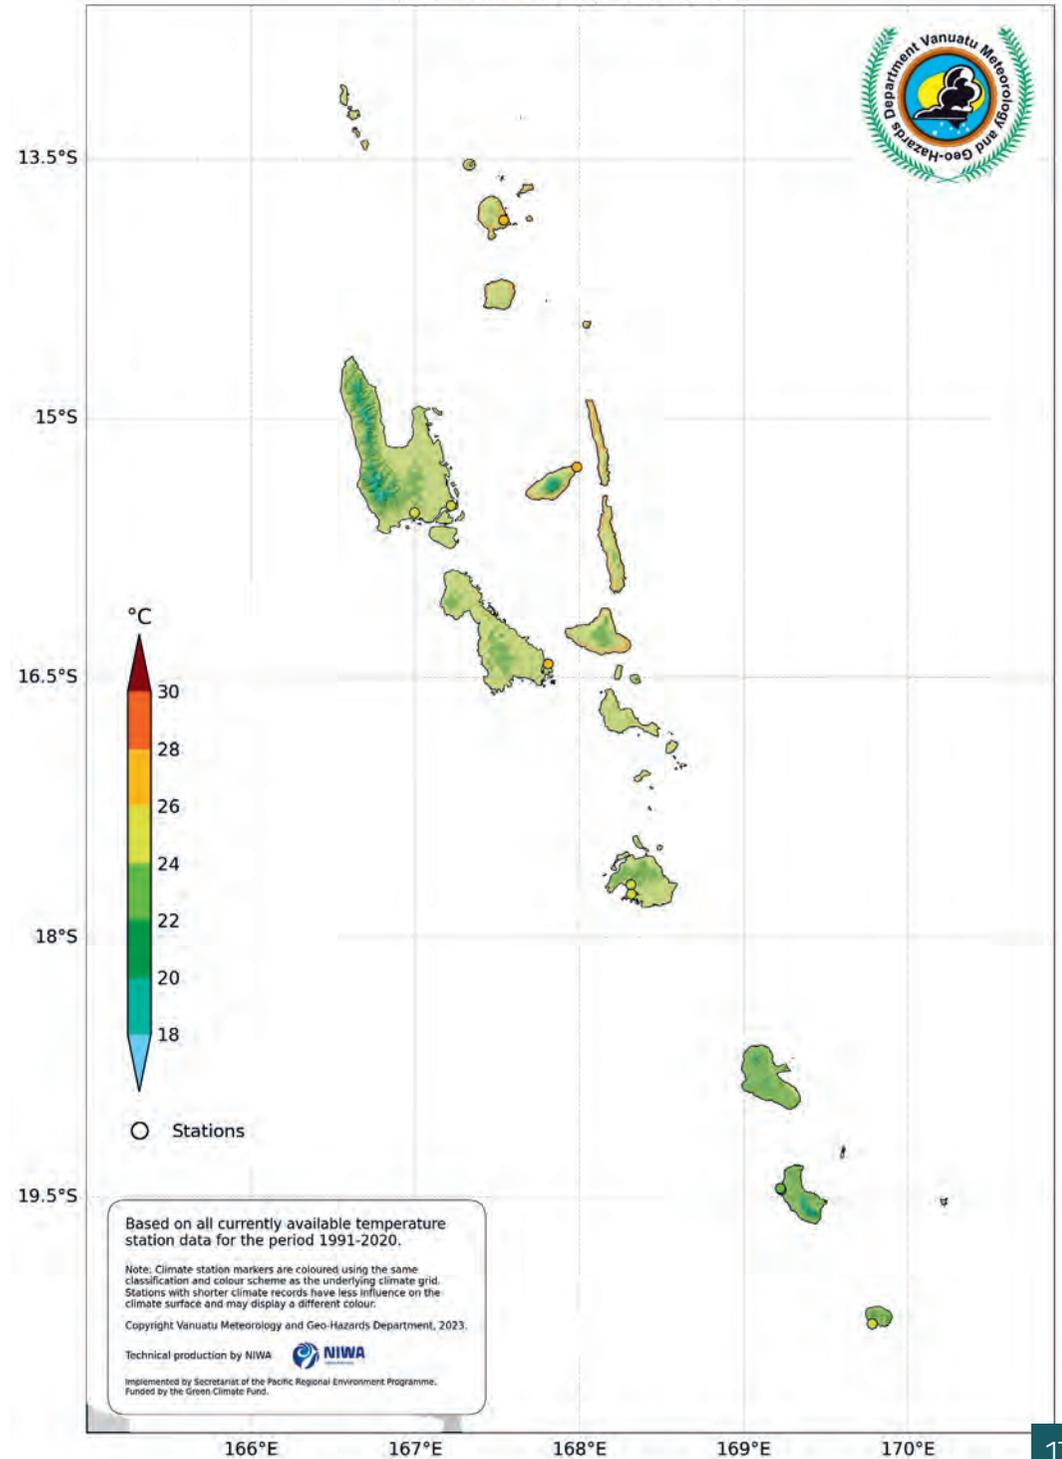 Vanuatu Meteorology and Geo-Hazards Department
13.5°S
15°S
16.5°S
18°S
19.5°S
°C
30
28
26
24
22
20
18
Stations
Based on all currently available temperature
station data for the period 1991-2020.
Note: Climate station markers are coloured using the same
classification and colour scheme as the underlying climate grid.
Stations with shorter climate records have less influence on the
climate surface and may display a different colour.
Copyright Vanuatu Meteorology and Geo-Hazards Department, 2023.
Technical production by NIWA
NIWA
Implemented by Secretariat of the Pacific Regional Environment Programme.
Funded by the Green Climate Fund.
166°E
167°E
168°E
169°E
170°E